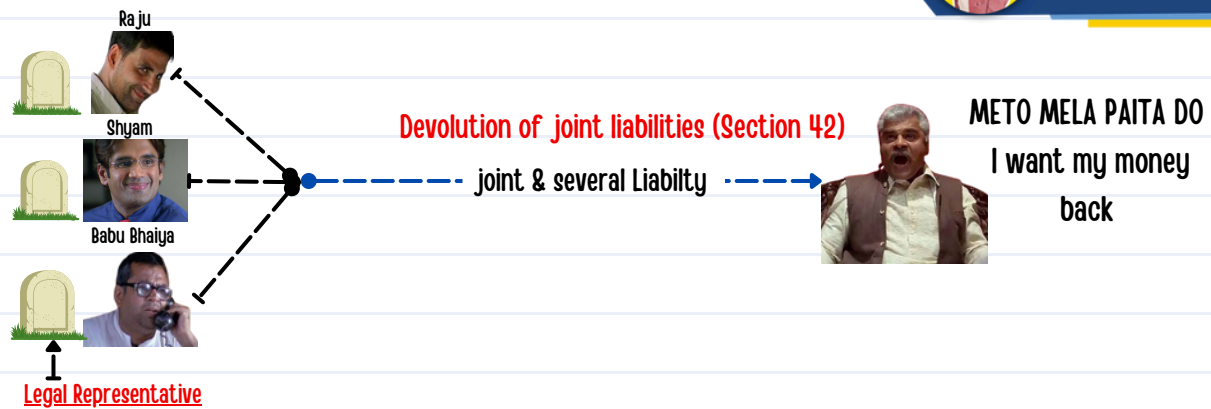 Raju
Shyam
Babu Bhaiya
Legal Representative
Devolution of joint liabilities (Section 42)
joint & several Liabilty
METO MELA PAITA DO
I want my money
back